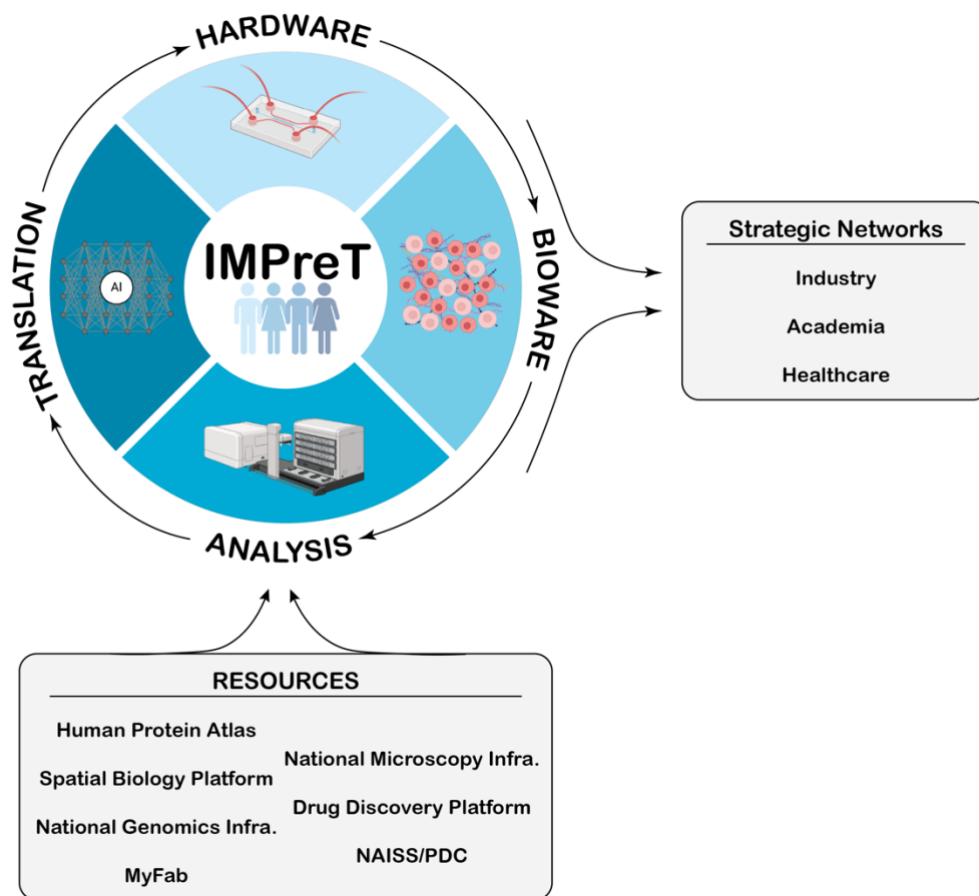 HARDWARE
TRANSLATION
AI
IMPreT
BIOWARE
ANALYSIS
Strategic Networks
Industry
Academia
Healthcare
RESOURCES
Human Protein Atlas
Spatial Biology Platform
National Genomics Infra.
MyFab
National Microscopy Infra.
Drug Discovery Platform
NAISS/PDC